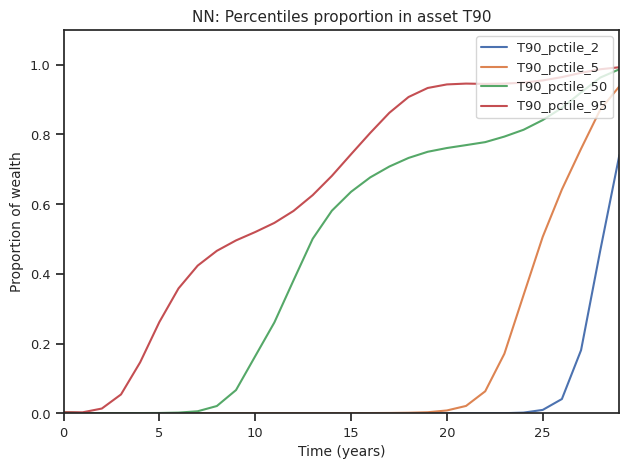 NN: Percentiles proportion in asset T90
T90_pctile_2
T90_pctile_5
T90_pctile_50
T90_pctile_95
Proportion of wealth
1.0
0.8
0.6
0.4
0.2
0.0
0 5 10 15 20 25
Time (years)